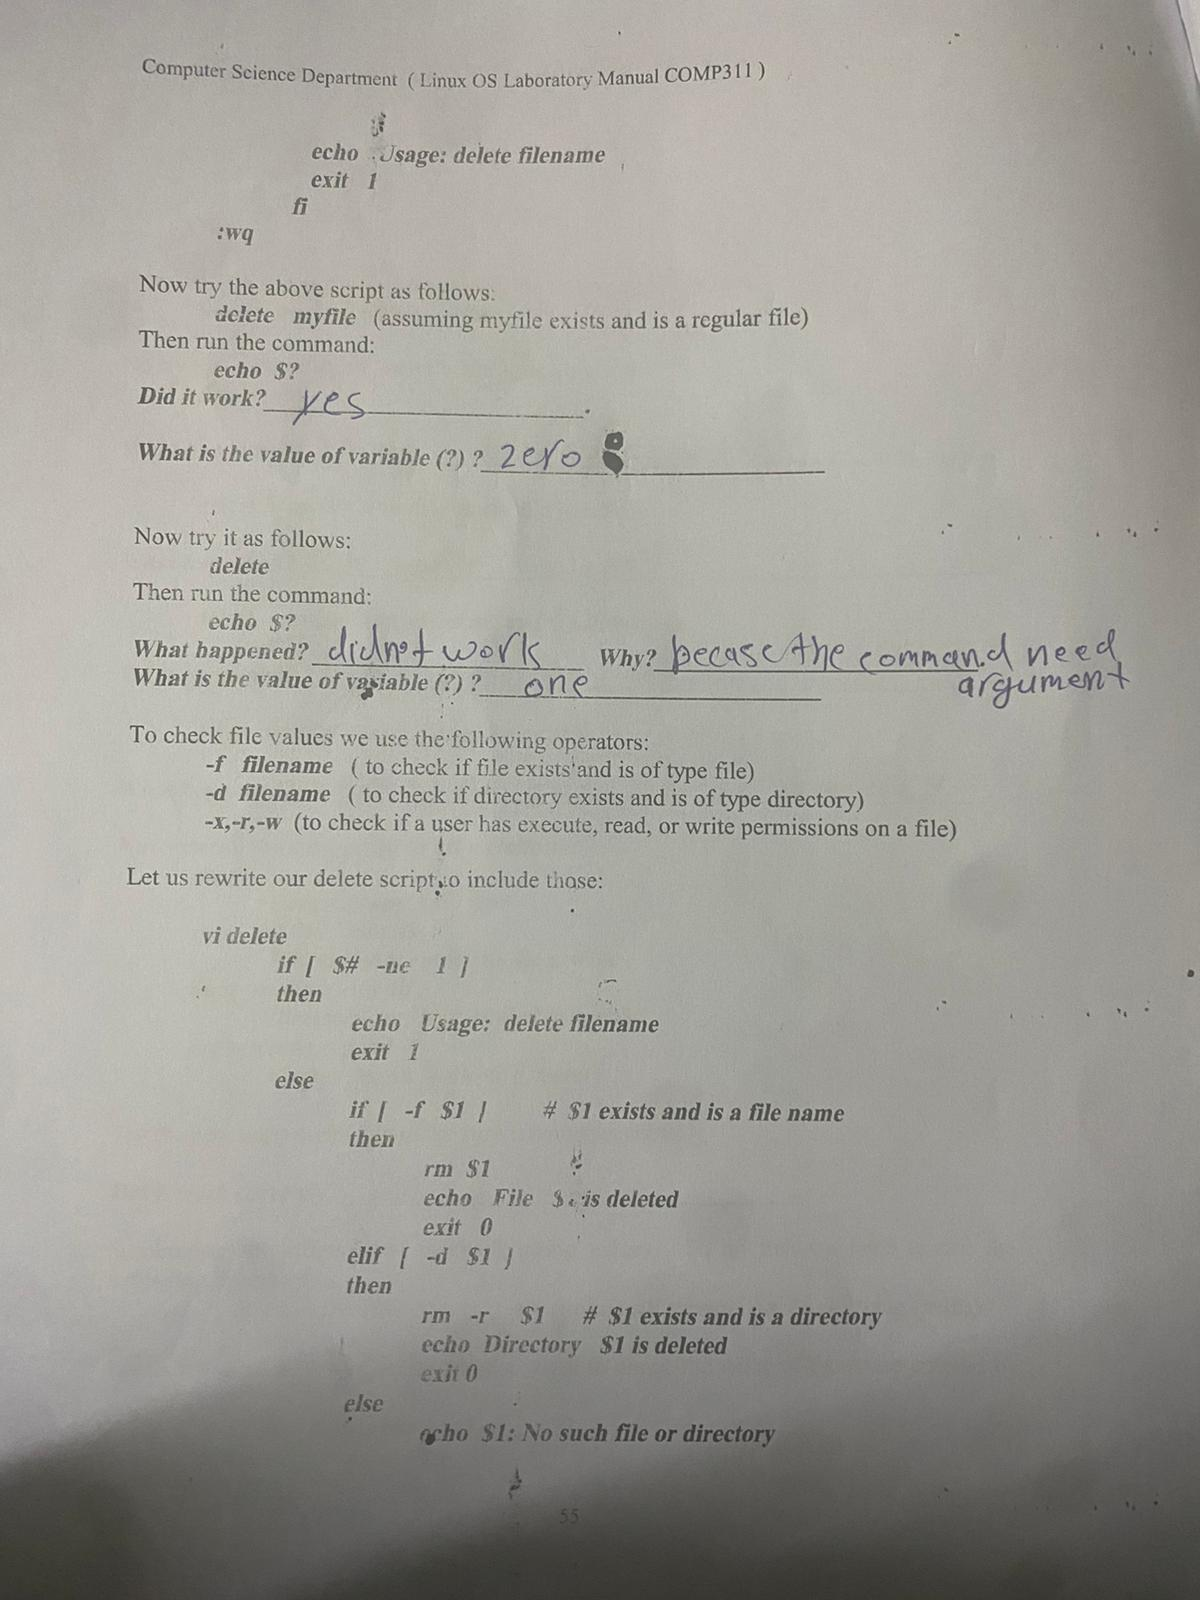 Computer Science Department ( Linux OS Laboratory Manual COMP311 )
echo Usage: delete filename
exit 1
fi
:wq
Now try the above script as follows:
delete myfile (assuming myfile exists and is a regular file)
Then run the command:
echo $?
Did it work? yes
What is the value of variable (?) ? zero
Now try it as follows:
delete
Then run the command:
echo $?
What happened? didnot work Why? becase the command need
argument
What is the value of variable (?) ? one
To check file values we use the following operators:
-f filename ( to check if file exists and is of type file)
-d filename ( to check if directory exists and is of type directory)
-x,-r,-w (to check if a user has execute, read, or write permissions on a file)
Let us rewrite our delete script to include those:
vi delete
if [ $# -ne 1 ]
then
echo Usage: delete filename
exit 1
else
if [ -f $1 ] # $1 exists and is a file name
then
rm $1
echo File is deleted
exit 0
elif [ -d $1 ]
then
rm -r $1 # $1 exists and is a directory
echo Directory $1 is deleted
exit 0
else
echo $1: No such file or directory
55